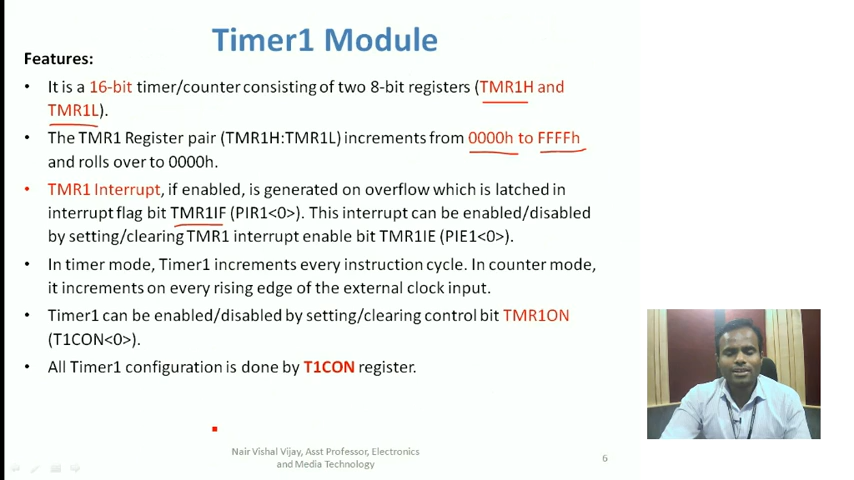 Timer1 Module
Features:
• It is a 16-bit timer/counter consisting of two 8-bit registers (TMR1H and
TMR1L).
• The TMR1 Register pair (TMR1H:TMR1L) increments from 0000h to FFFFh
and rolls over to 0000h.
• TMR1 Interrupt, if enabled, is generated on overflow which is latched in
interrupt flag bit TMR1IF (PIR1<0>). This interrupt can be enabled/disabled
by setting/clearing TMR1 interrupt enable bit TMR1IE (PIE1<0>).
• In timer mode, Timer1 increments every instruction cycle. In counter mode,
it increments on every rising edge of the external clock input.
• Timer1 can be enabled/disabled by setting/clearing control bit TMR1ON
(T1CON<0>).
• All Timer1 configuration is done by T1CON register.
Nair Vishal Vijay, Asst Professor, Electronics
and Media Technology
6